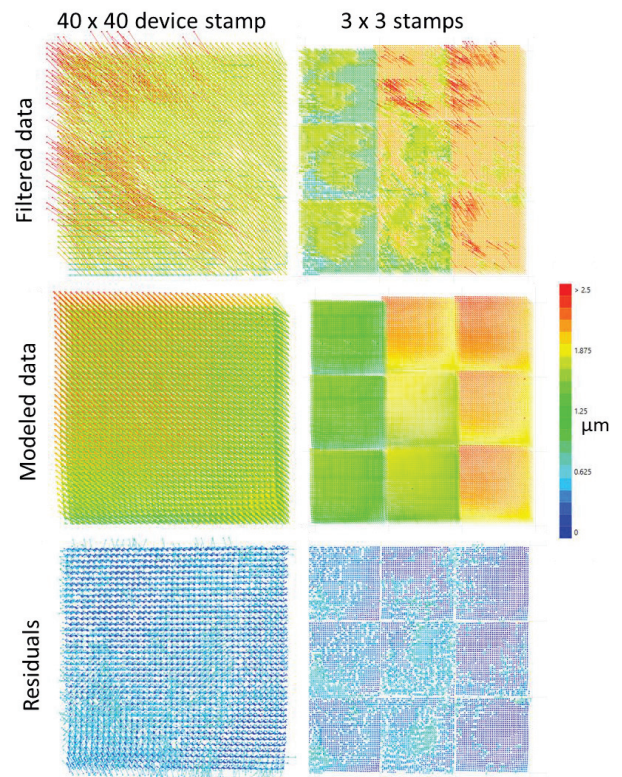 40 x 40 device stamp
3 x 3 stamps
Filtered data
Modeled data
> 2.5
1.875
1.25
μm
0.625
0
Residuals